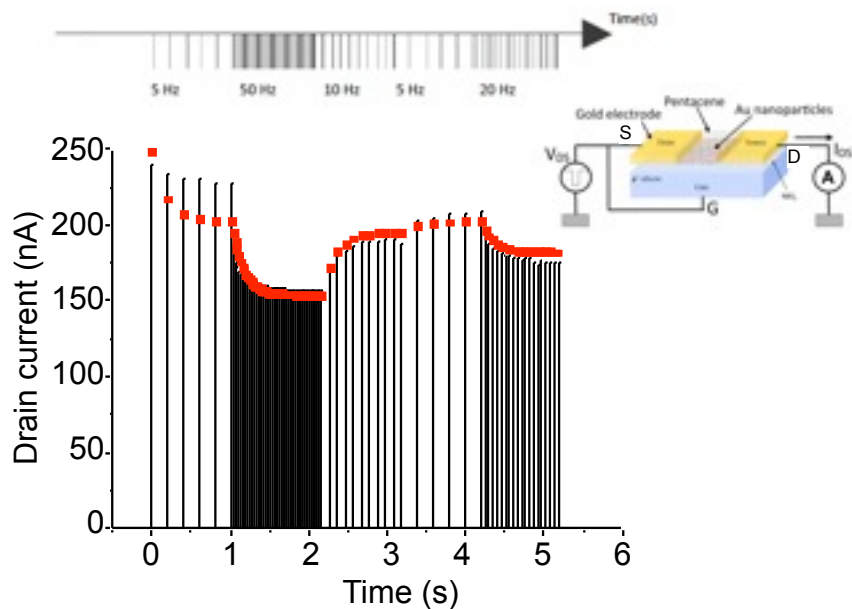 Time(s)
5 Hz 50 Hz 10 Hz 5 Hz 20 Hz
Pentacene
Gold electrode Au nanoparticles
S
D
V_DS
I_DS
A
G
250
200
150
100
50
0
Drain current (nA)
0 1 2 3 4 5 6
Time (s)